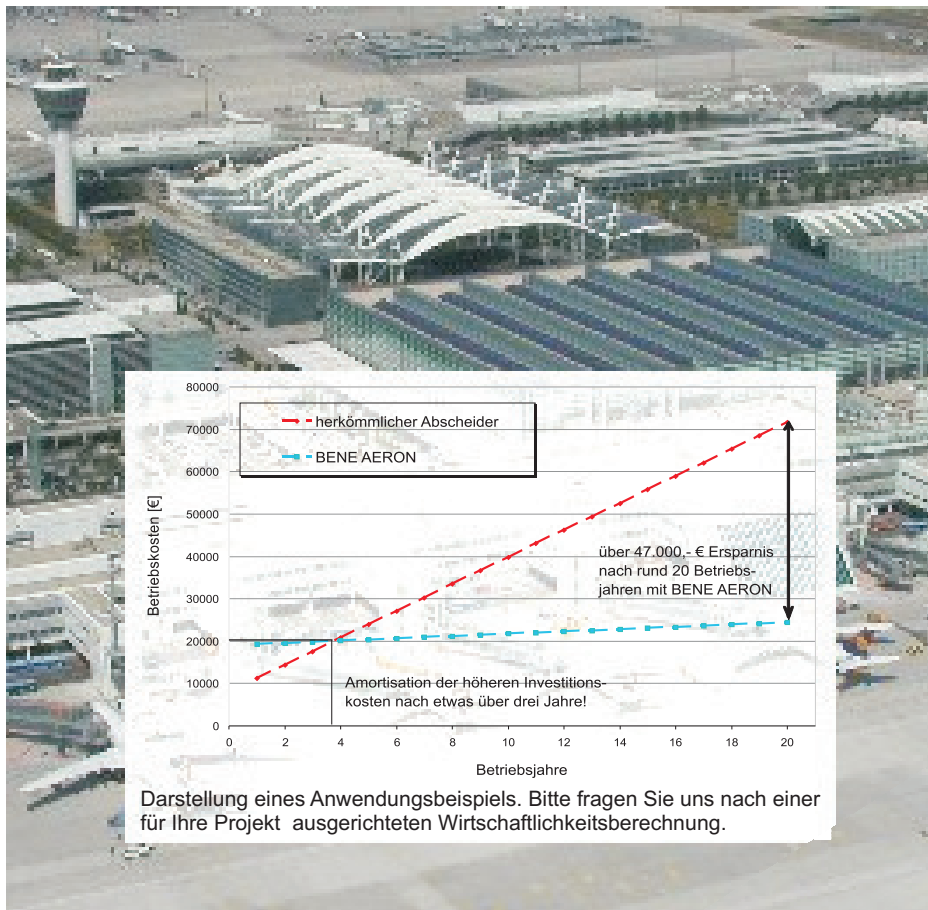 80000
70000
60000
50000
40000
30000
20000
10000
0
Betriebskosten [€]
herkömmlicher Abscheider
BENE AERON
über 47.000,- € Ersparnis
nach rund 20 Betriebs-
jahren mit BENE AERON
Amortisation der höheren Investitions-
kosten nach etwas über drei Jahre!
0 2 4 6 8 10 12 14 16 18 20
Betriebsjahre
Darstellung eines Anwendungsbeispiels. Bitte fragen Sie uns nach einer
für Ihre Projekt ausgerichteten Wirtschaftlichkeitsberechnung.